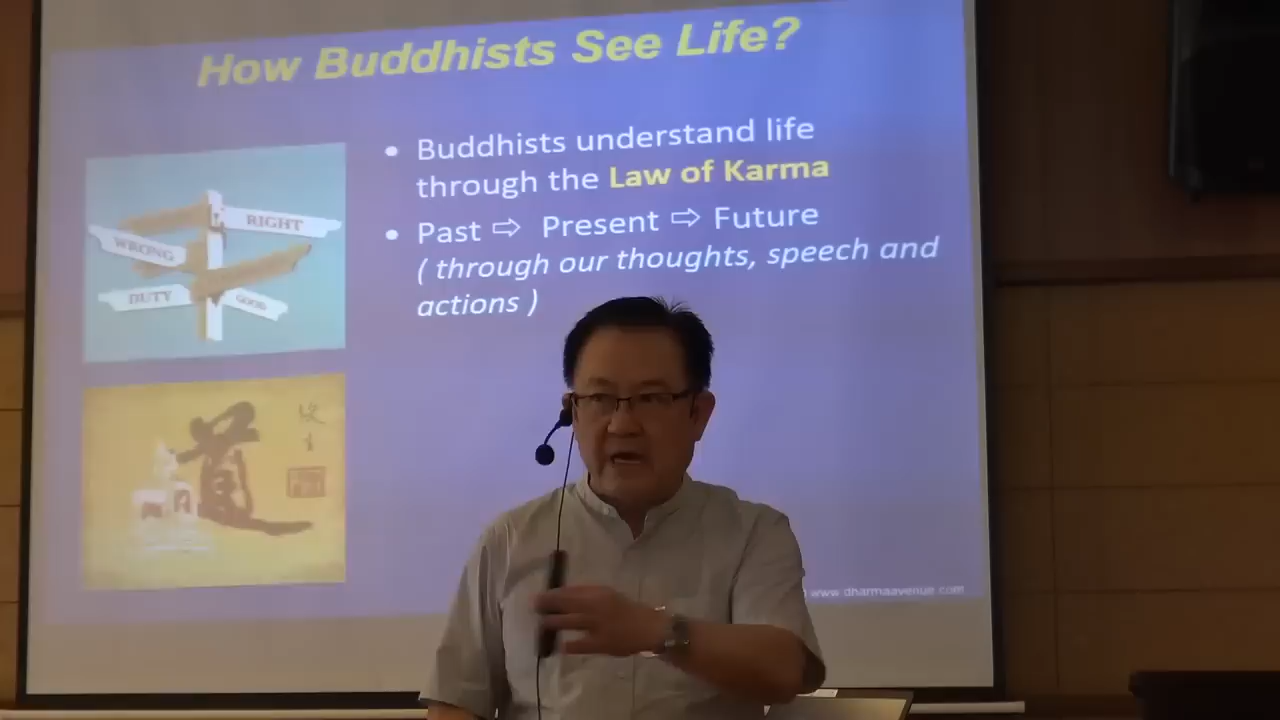 How Buddhists See Life?
• Buddhists understand life
through the Law of Karma
• Past ⇨ Present ⇨ Future
( through our thoughts, speech and
actions )
RIGHT
WRONG
DUTY
GOOD
道
www.dharmaavenue.com